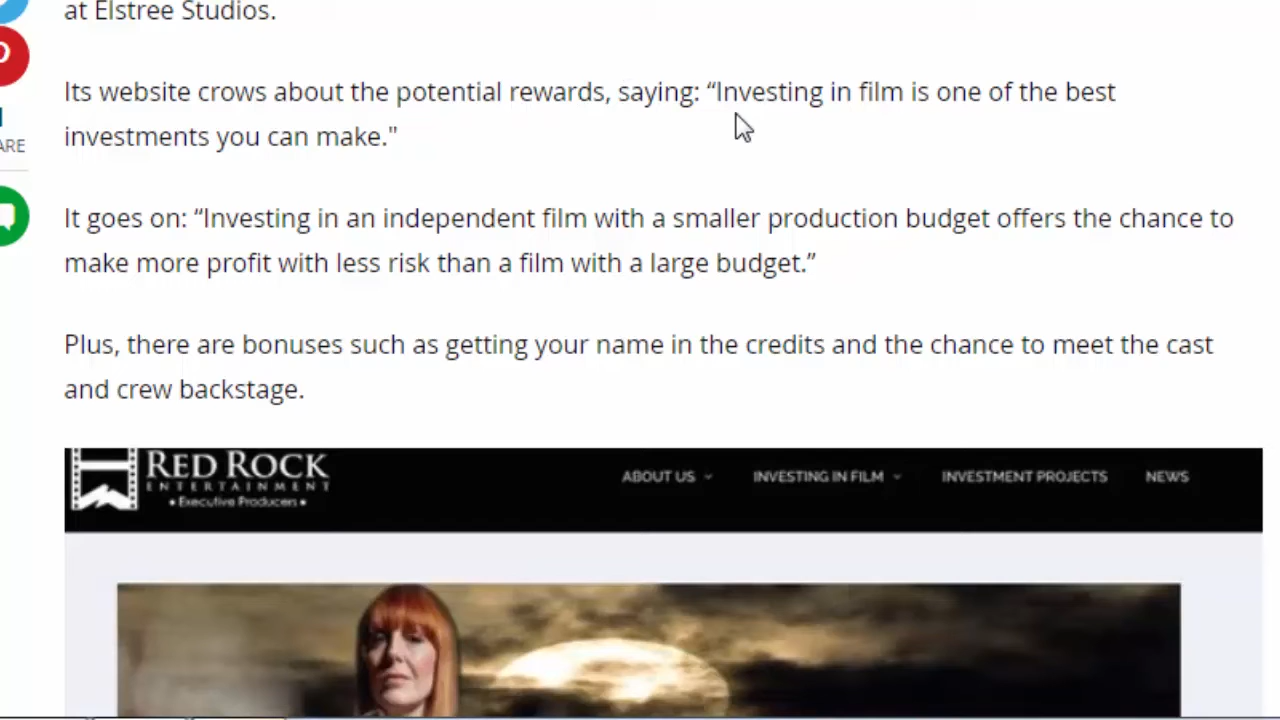 at Elstree Studios.
Its website crows about the potential rewards, saying: “Investing in film is one of the best
investments you can make."
ARE
It goes on: “Investing in an independent film with a smaller production budget offers the chance to
make more profit with less risk than a film with a large budget.”
Plus, there are bonuses such as getting your name in the credits and the chance to meet the cast
and crew backstage.
RED ROCK
ENTERTAINMENT
• Executive Producers •
ABOUT US INVESTING IN FILM INVESTMENT PROJECTS NEWS